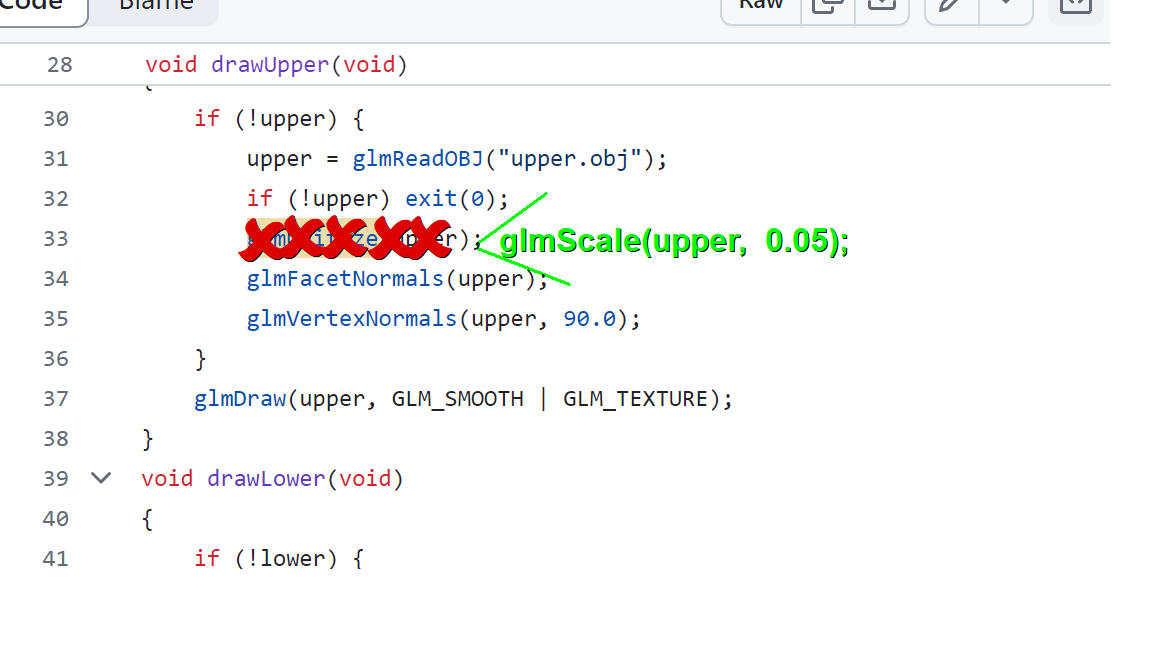 Code Blame Raw
28 void drawUpper(void)
30 if (!upper) {
31 upper = glmReadOBJ("upper.obj");
32 if (!upper) exit(0);
33 glmScale(upper, 0.05);
34 glmFacetNormals(upper);
35 glmVertexNormals(upper, 90.0);
36 }
37 glmDraw(upper, GLM_SMOOTH | GLM_TEXTURE);
38 }
39 void drawLower(void)
40 {
41 if (!lower) {